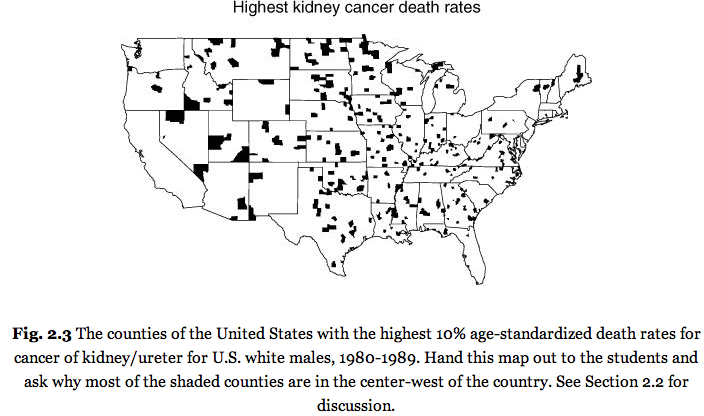 Highest kidney cancer death rates
Fig. 2.3 The counties of the United States with the highest 10% age-standardized death rates for
cancer of kidney/ureter for U.S. white males, 1980-1989. Hand this map out to the students and
ask why most of the shaded counties are in the center-west of the country. See Section 2.2 for
discussion.